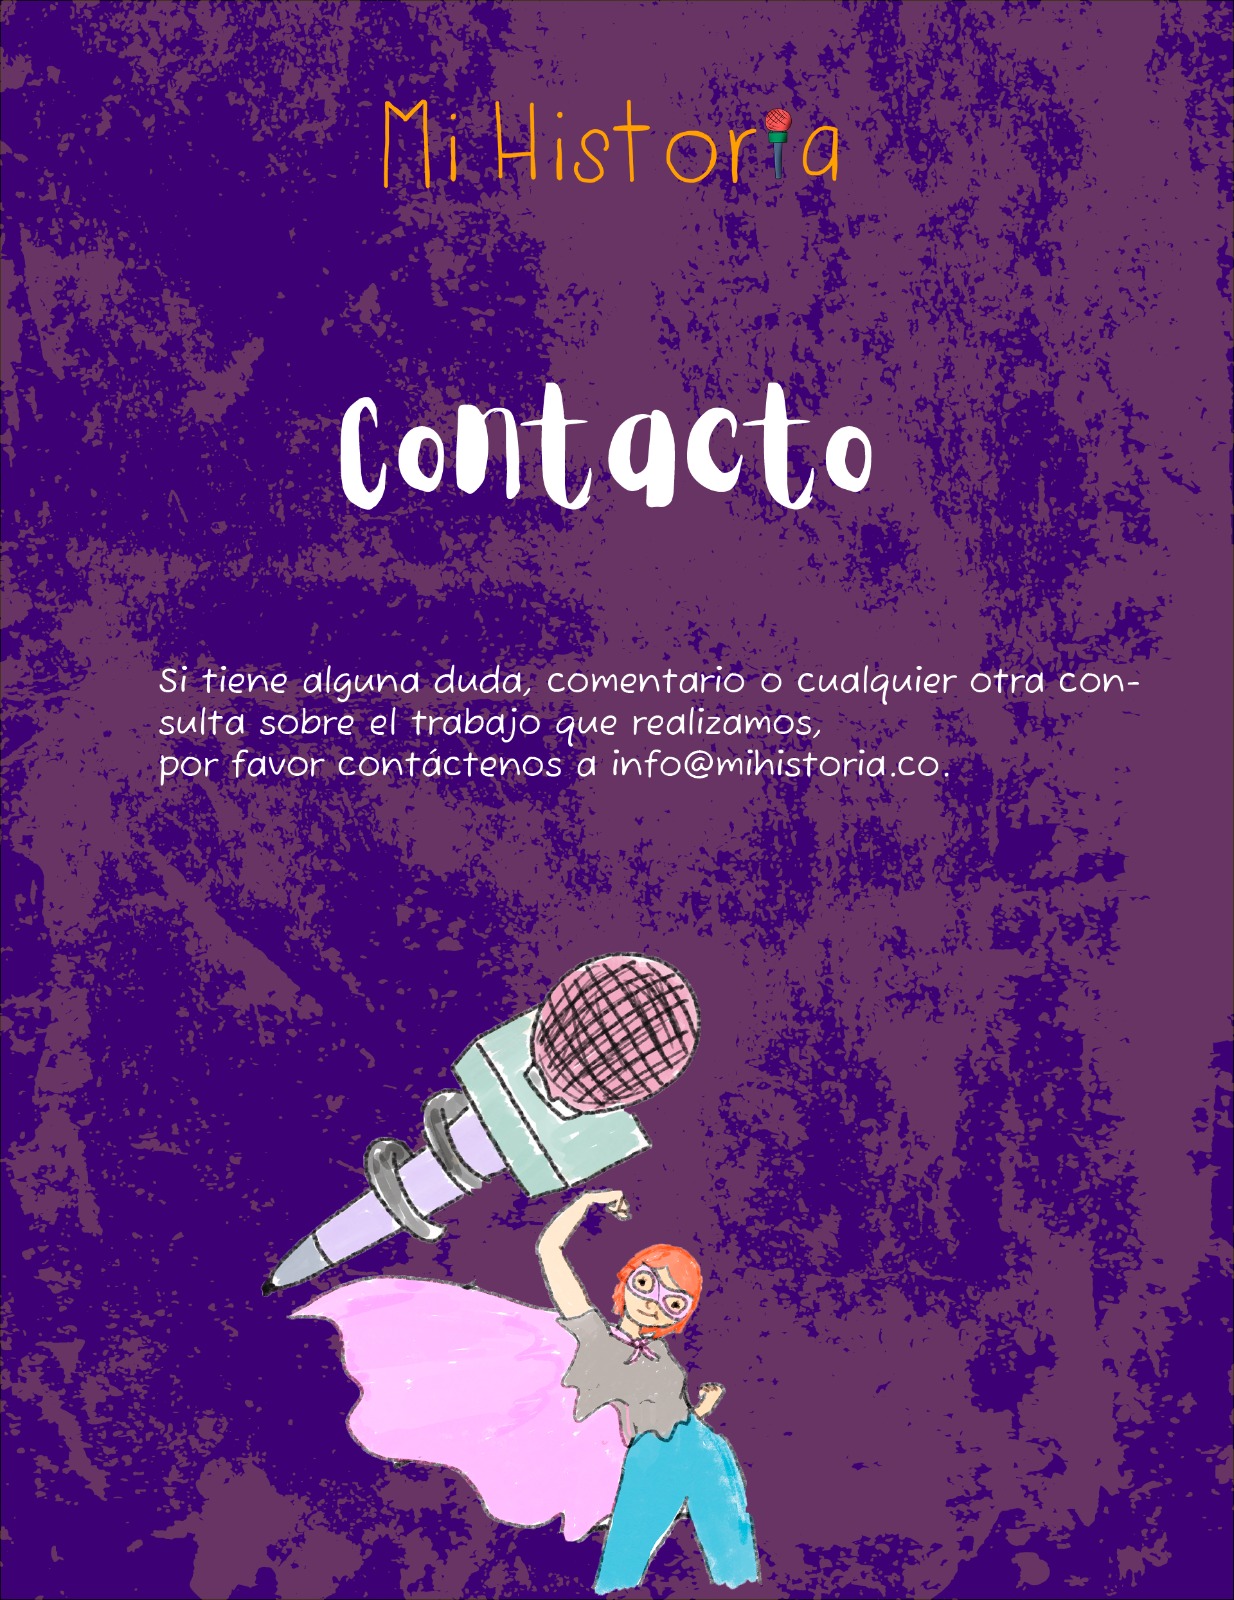 Mi Historia
Contacto
Si tiene alguna duda, comentario o cualquier otra con-
sulta sobre el trabajo que realizamos,
por favor contáctenos a info@mihistoria.co.